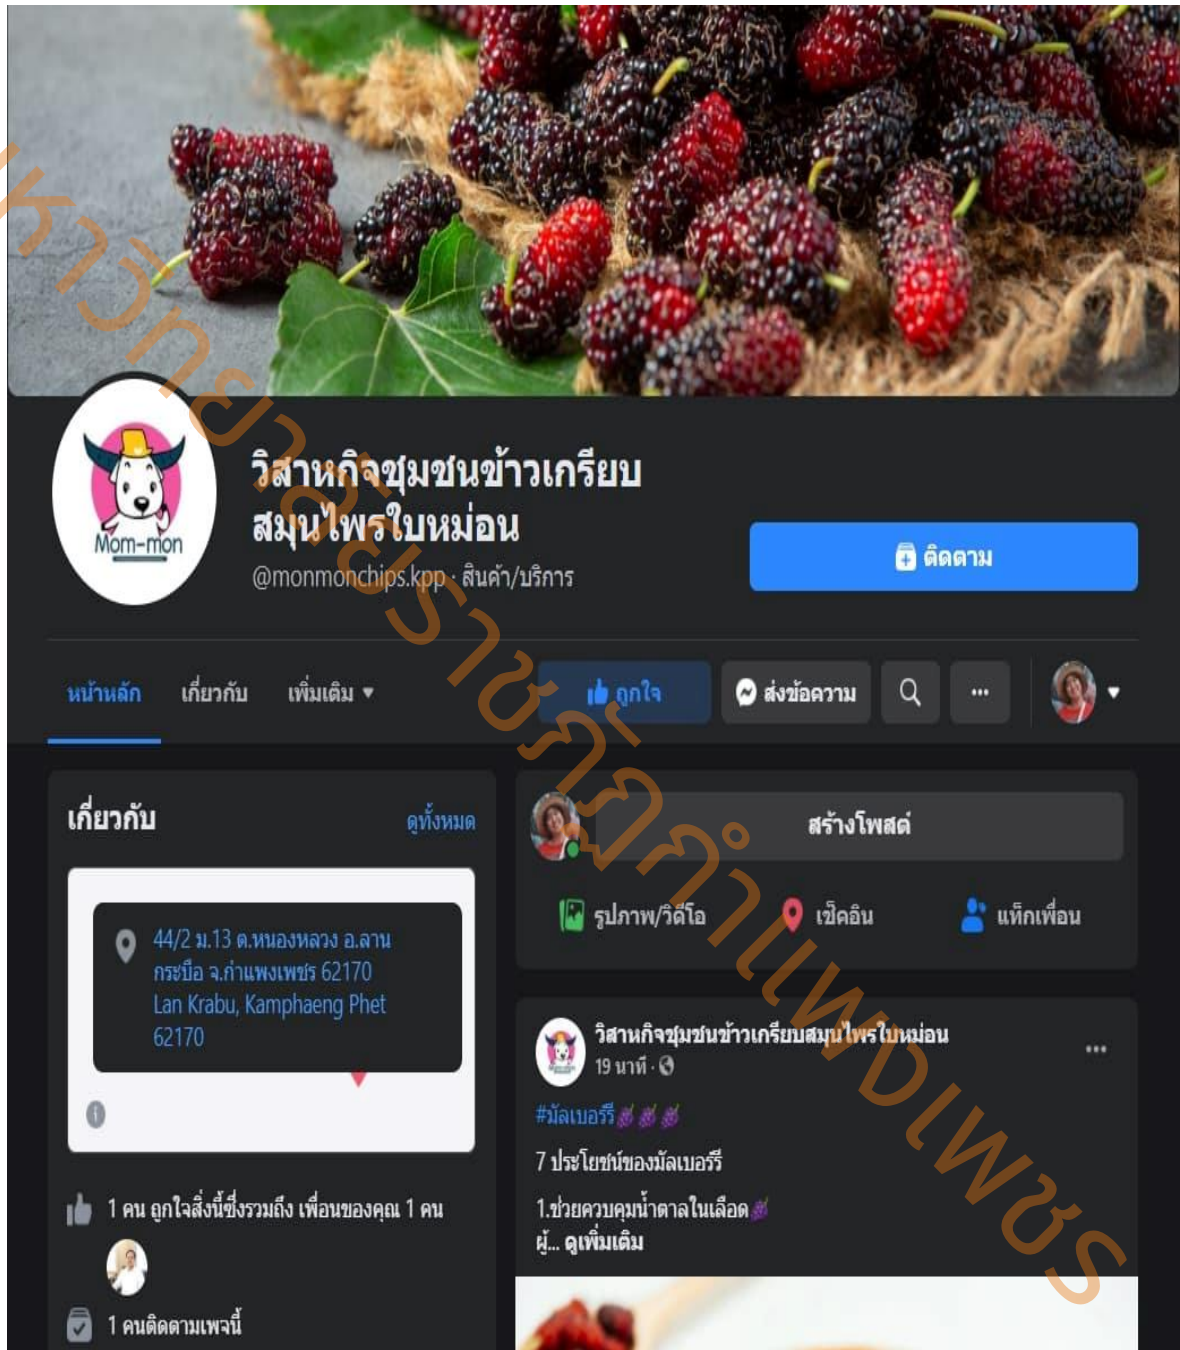 Mom-mon
วิสาหกิจชุมชนข้าวเกรียบ
สมุนไพรใบหม่อน
@monmonchips.kpp · สินค้า/บริการ
ติดตาม
หน้าหลัก เกี่ยวกับ เพิ่มเติม
ถูกใจ ส่งข้อความ
เกี่ยวกับ
ดูทั้งหมด
44/2 ม.13 ต.หนองหลวง อ.ลาน
กระบือ จ.กำแพงเพชร 62170
Lan Krabu, Kamphaeng Phet
62170
1 คน ถูกใจสิ่งนี้ซึ่งรวมถึง เพื่อนของคุณ 1 คน
1 คนติดตามเพจนี้
สร้างโพสต์
รูปภาพ/วิดีโอ เช็คอิน แท็กเพื่อน
วิสาหกิจชุมชนข้าวเกรียบสมุนไพรใบหม่อน
19 นาที ·
#มัลเบอร์รี่
7 ประโยชน์ของมัลเบอร์รี่
1.ช่วยควบคุมน้ำตาลในเลือด
ผู้... ดูเพิ่มเติม
มหาวิทยาลัยราชภัฏกำแพงเพชร